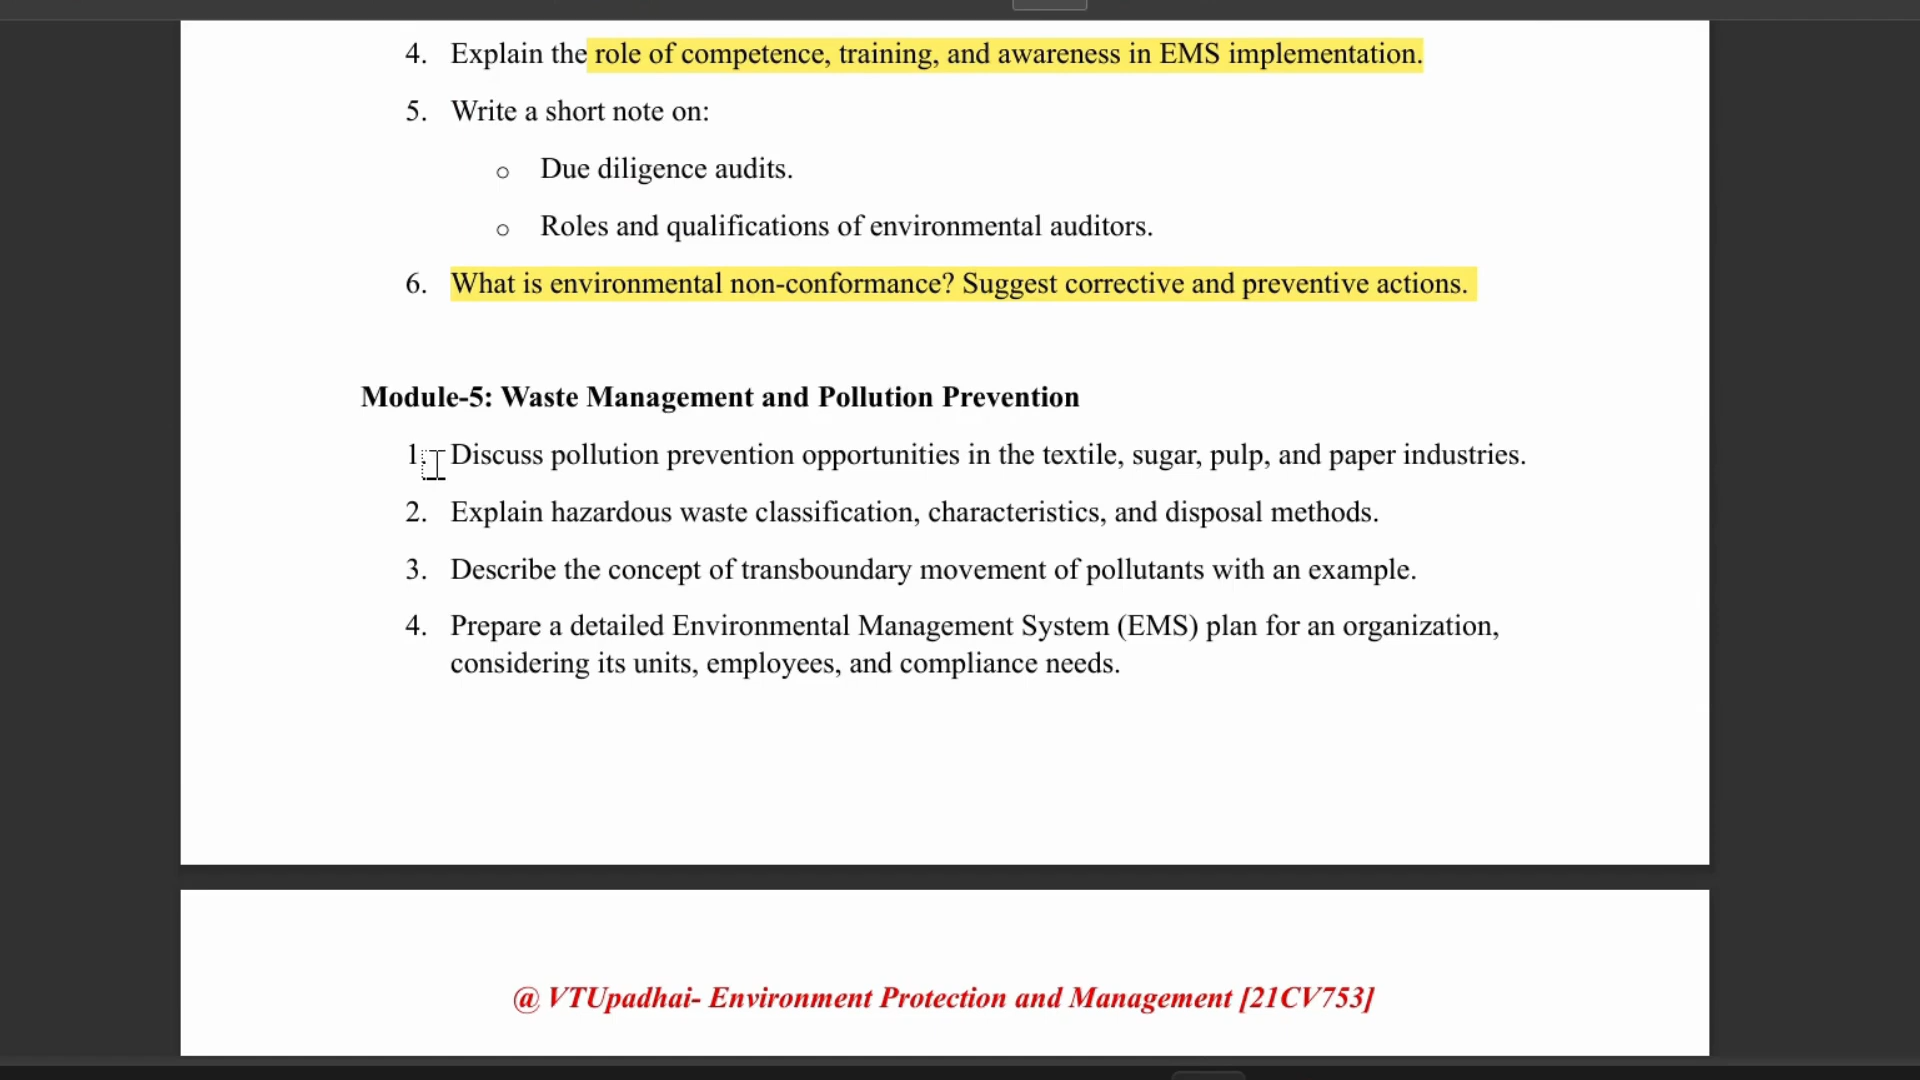 4. Explain the role of competence, training, and awareness in EMS implementation.
5. Write a short note on:
o Due diligence audits.
o Roles and qualifications of environmental auditors.
6. What is environmental non-conformance? Suggest corrective and preventive actions.
Module-5: Waste Management and Pollution Prevention
1. Discuss pollution prevention opportunities in the textile, sugar, pulp, and paper industries.
2. Explain hazardous waste classification, characteristics, and disposal methods.
3. Describe the concept of transboundary movement of pollutants with an example.
4. Prepare a detailed Environmental Management System (EMS) plan for an organization,
considering its units, employees, and compliance needs.
@ VTUpadhai- Environment Protection and Management [21CV753]